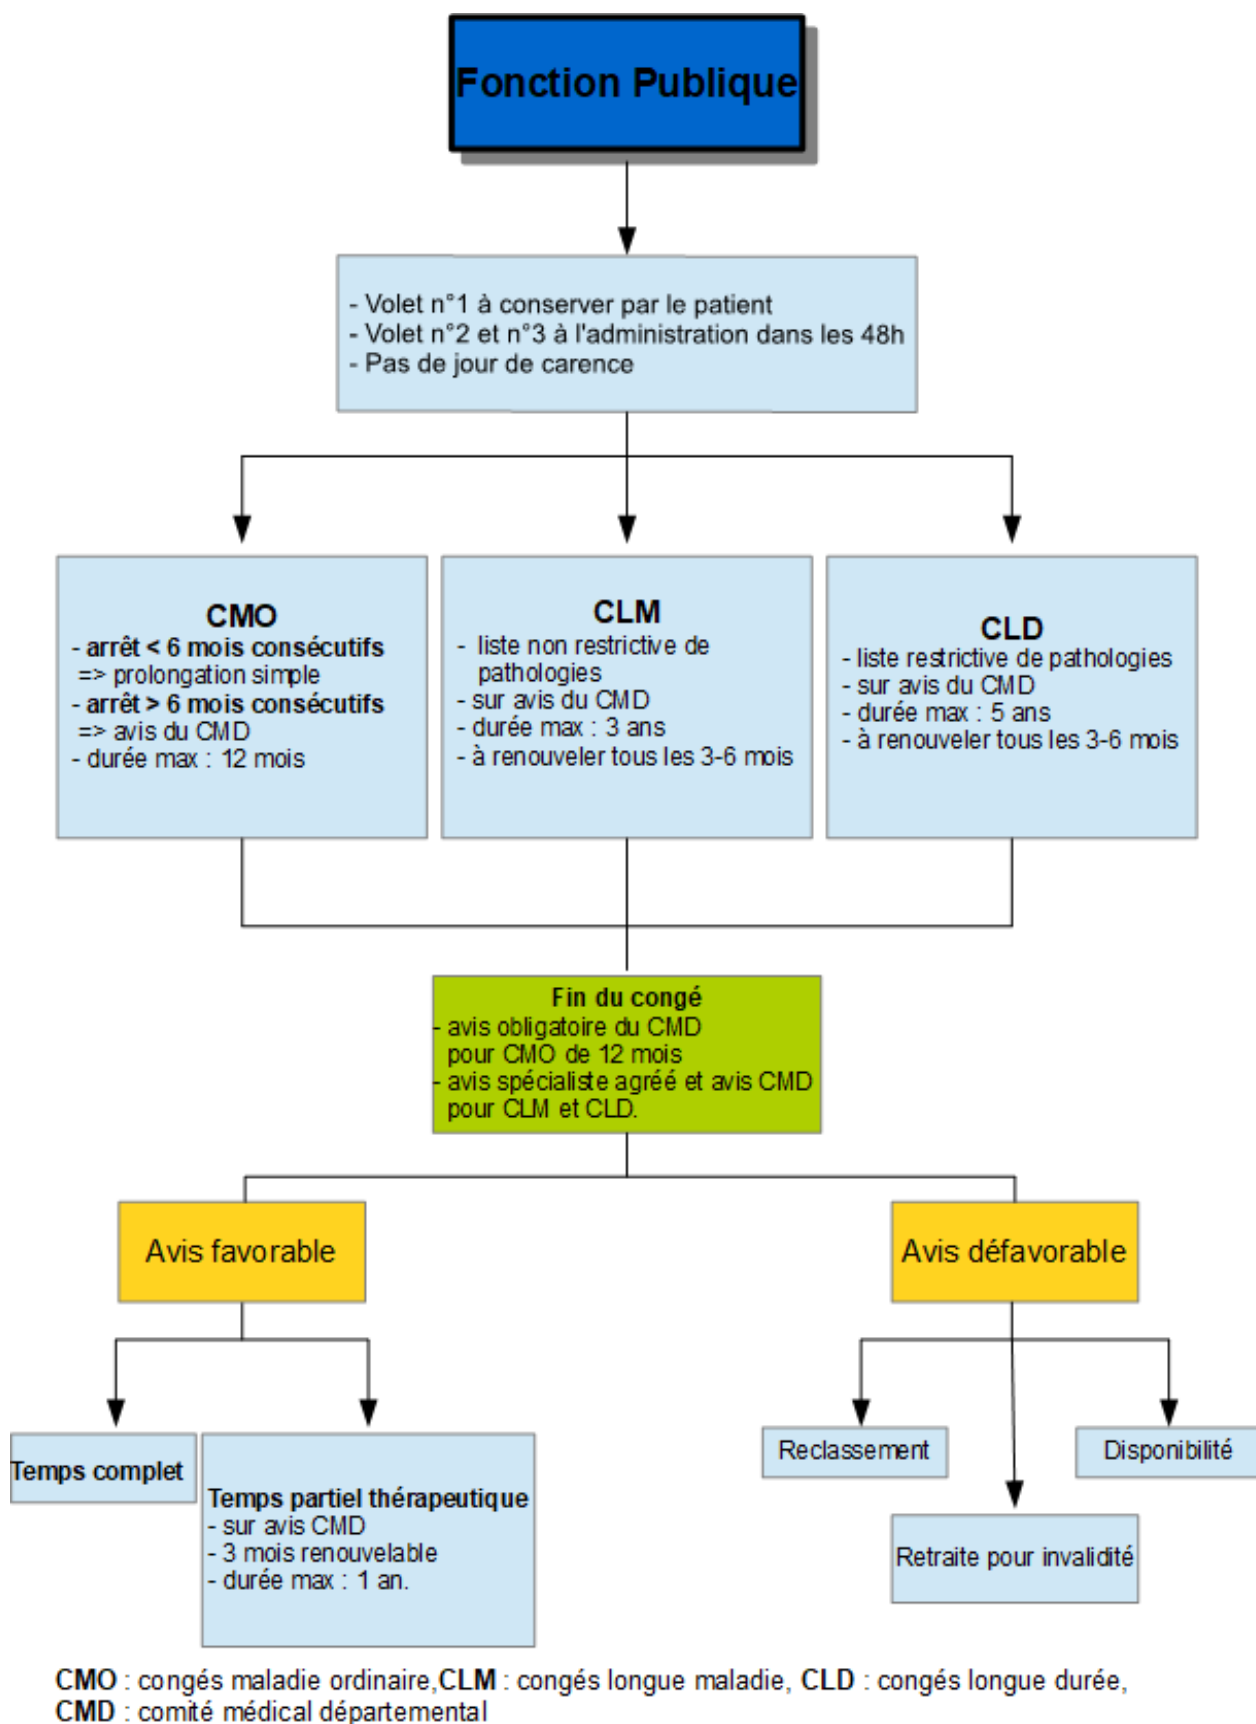 Fonction Publique
- Volet n°1 à conserver par le patient
- Volet n°2 et n°3 à l'administration dans les 48h
- Pas de jour de carence
CMO
- arrêt < 6 mois consécutifs
=> prolongation simple
- arrêt > 6 mois consécutifs
=> avis du CMD
- durée max : 12 mois
CLM
- liste non restrictive de
pathologies
- sur avis du CMD
- durée max : 3 ans
- à renouveler tous les 3-6 mois
CLD
- liste restrictive de pathologies
- sur avis du CMD
- durée max : 5 ans
- à renouveler tous les 3-6 mois
Fin du congé
- avis obligatoire du CMD
pour CMO de 12 mois
- avis spécialiste agréé et avis CMD
pour CLM et CLD.
Avis favorable
Avis défavorable
Temps complet
Temps partiel thérapeutique
- sur avis CMD
- 3 mois renouvelable
- durée max : 1 an.
Reclassement
Disponibilité
Retraite pour invalidité
CMO : congés maladie ordinaire,CLM : congés longue maladie, CLD : congés longue durée,
CMD : comité médical départemental